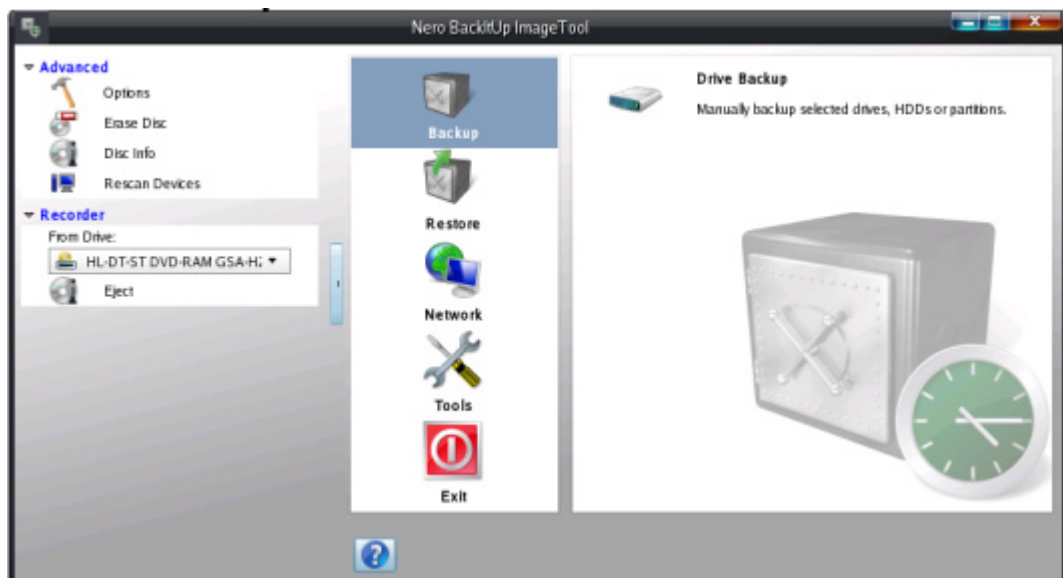 Nero BackItUp ImageTool
Advanced
Options
Erase Disc
Disc Info
Rescan Devices
Recorder
From Drive:
HL-DT-ST DVD-RAM GSA-H2
Eject
Backup
Restore
Network
Tools
Exit
Drive Backup
Manually backup selected drives, HDDs or partitions.